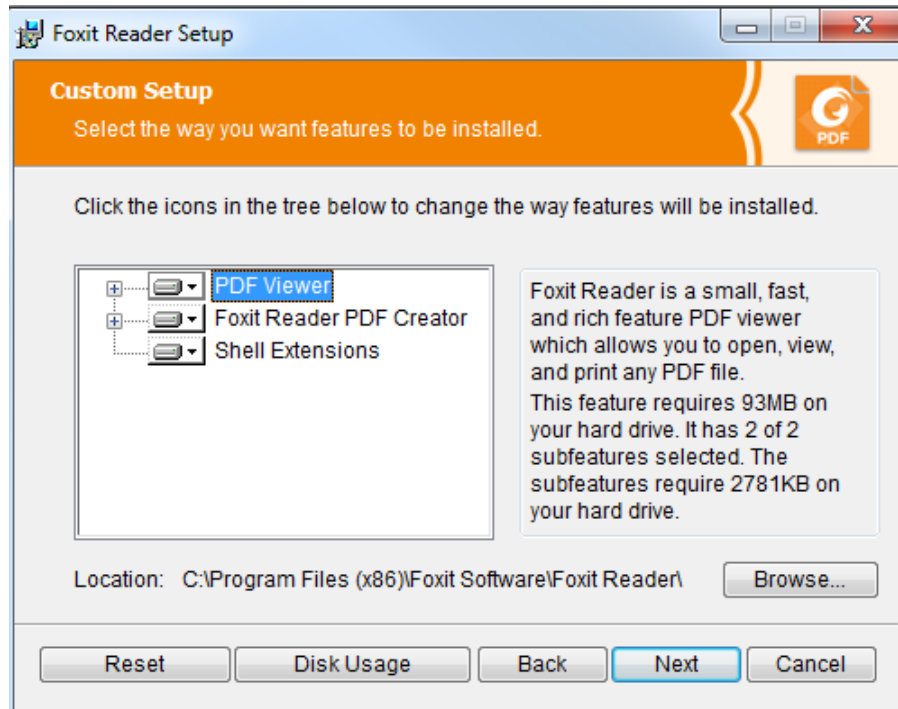 Foxit Reader Setup
Custom Setup
Select the way you want features to be installed.
PDF
Click the icons in the tree below to change the way features will be installed.
PDF Viewer
Foxit Reader PDF Creator
Shell Extensions
Foxit Reader is a small, fast,
and rich feature PDF viewer
which allows you to open, view,
and print any PDF file.
This feature requires 93MB on
your hard drive. It has 2 of 2
subfeatures selected. The
subfeatures require 2781KB on
your hard drive.
Location: C:\Program Files (x86)\Foxit Software\Foxit Reader\
Browse...
Reset
Disk Usage
Back
Next
Cancel